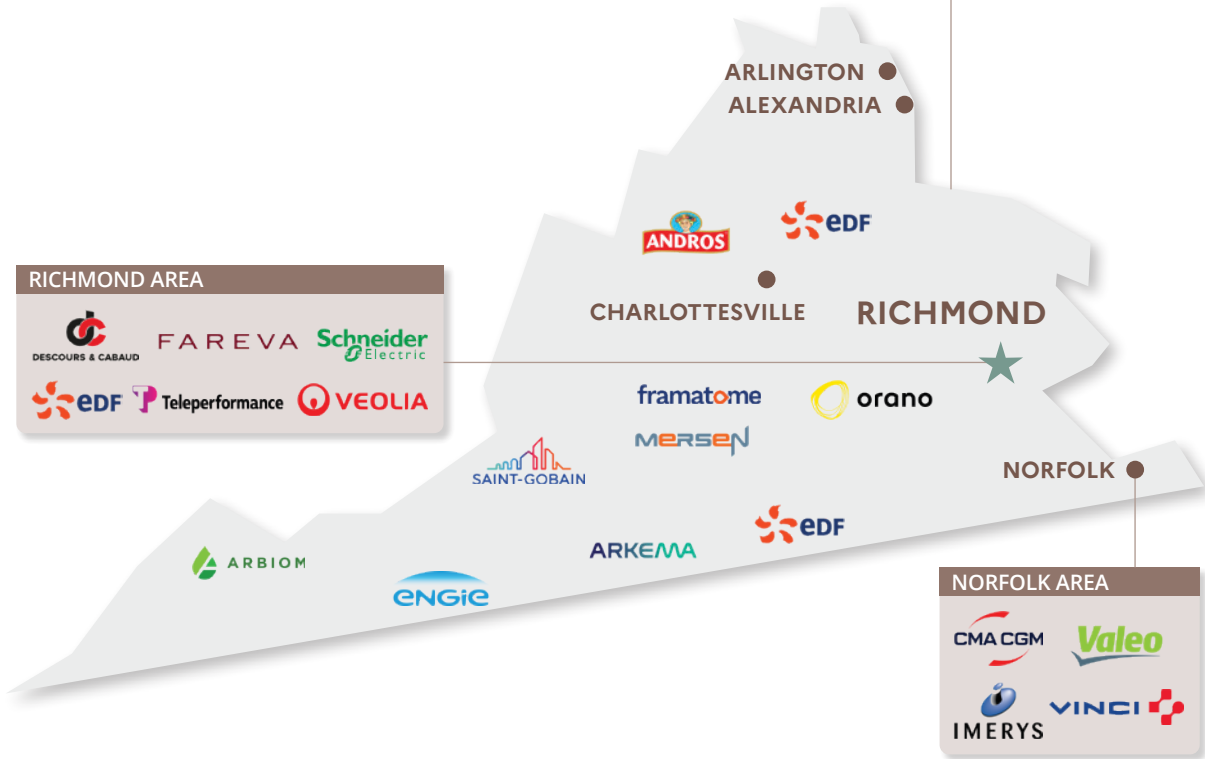 ARLINGTON
ALEXANDRIA
ANDROS
eDF
CHARLOTTESVILLE
RICHMOND
RICHMOND AREA
DESCOURS & CABAUD
FAREVA
Schneider
Electric
eDF
Teleperformance
VEOLIA
framatome
orano
MERSEN
SAINT-GOBAIN
NORFOLK
eDF
ARKEMA
ARBIOM
ENGIE
NORFOLK AREA
CMA CGM
Valeo
IMERYS
VINCI